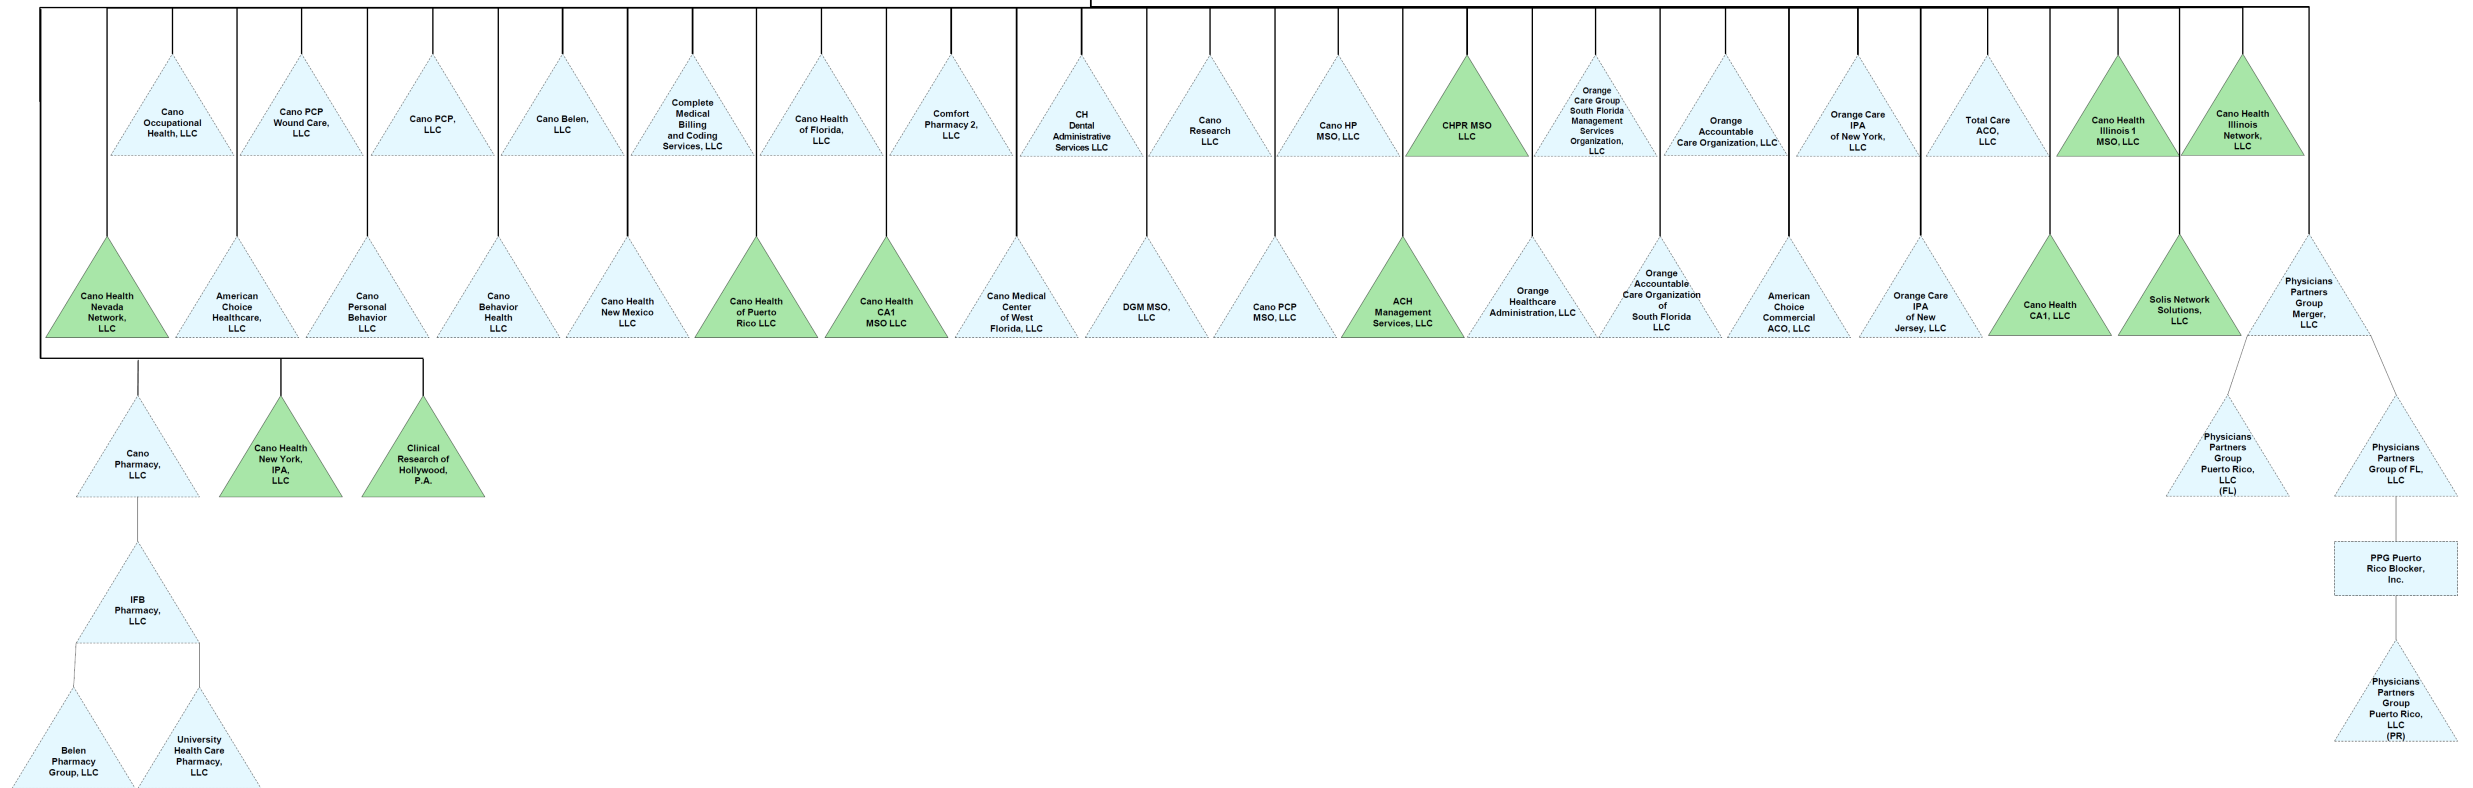 Cano
Occupational
Health, LLC
Cano PCP
Wound Care,
LLC
Cano PCP,
LLC
Cano Belen,
LLC
Complete
Medical
Billing
and Coding
Services, LLC
Cano Health
of Florida,
LLC
Comfort
Pharmacy 2,
LLC
CH
Dental
Administrative
Services LLC
Cano
Research
LLC
Cano HP
MSO, LLC
CHPR MSO
LLC
Orange
Care Group
South Florida
Management
Services
Organization,
LLC
Orange
Accountable
Care Organization, LLC
Orange Care
IPA
of New York,
LLC
Total Care
ACO,
LLC
Cano Health
Illinois 1
MSO, LLC
Cano Health
Illinois
Network,
LLC
Cano Health
Nevada
Network,
LLC
American
Choice
Healthcare,
LLC
Cano
Personal
Behavior
LLC
Cano
Behavior
Health
LLC
Cano Health
New Mexico
LLC
Cano Health
of Puerto
Rico LLC
Cano Health
CA1
MSO LLC
Cano Medical
Center
of West
Florida, LLC
DGM MSO,
LLC
Cano PCP
MSO, LLC
ACH
Management
Services, LLC
Orange
Healthcare
Administration, LLC
Orange
Accountable
Care Organization
of
South Florida
LLC
American
Choice
Commercial
ACO, LLC
Orange Care
IPA
of New
Jersey, LLC
Cano Health
CA1, LLC
Solis Network
Solutions,
LLC
Physicians
Partners
Group
Merger,
LLC
Cano
Pharmacy,
LLC
Cano Health
New York,
IPA,
LLC
Clinical
Research of
Hollywood,
P.A.
Physicians
Partners
Group
Puerto Rico,
LLC
(FL)
Physicians
Partners
Group of FL,
LLC
IFB
Pharmacy,
LLC
PPG Puerto
Rico Blocker,
Inc.
Belen
Pharmacy
Group, LLC
University
Health Care
Pharmacy,
LLC
Physicians
Partners
Group
Puerto Rico,
LLC
(PR)